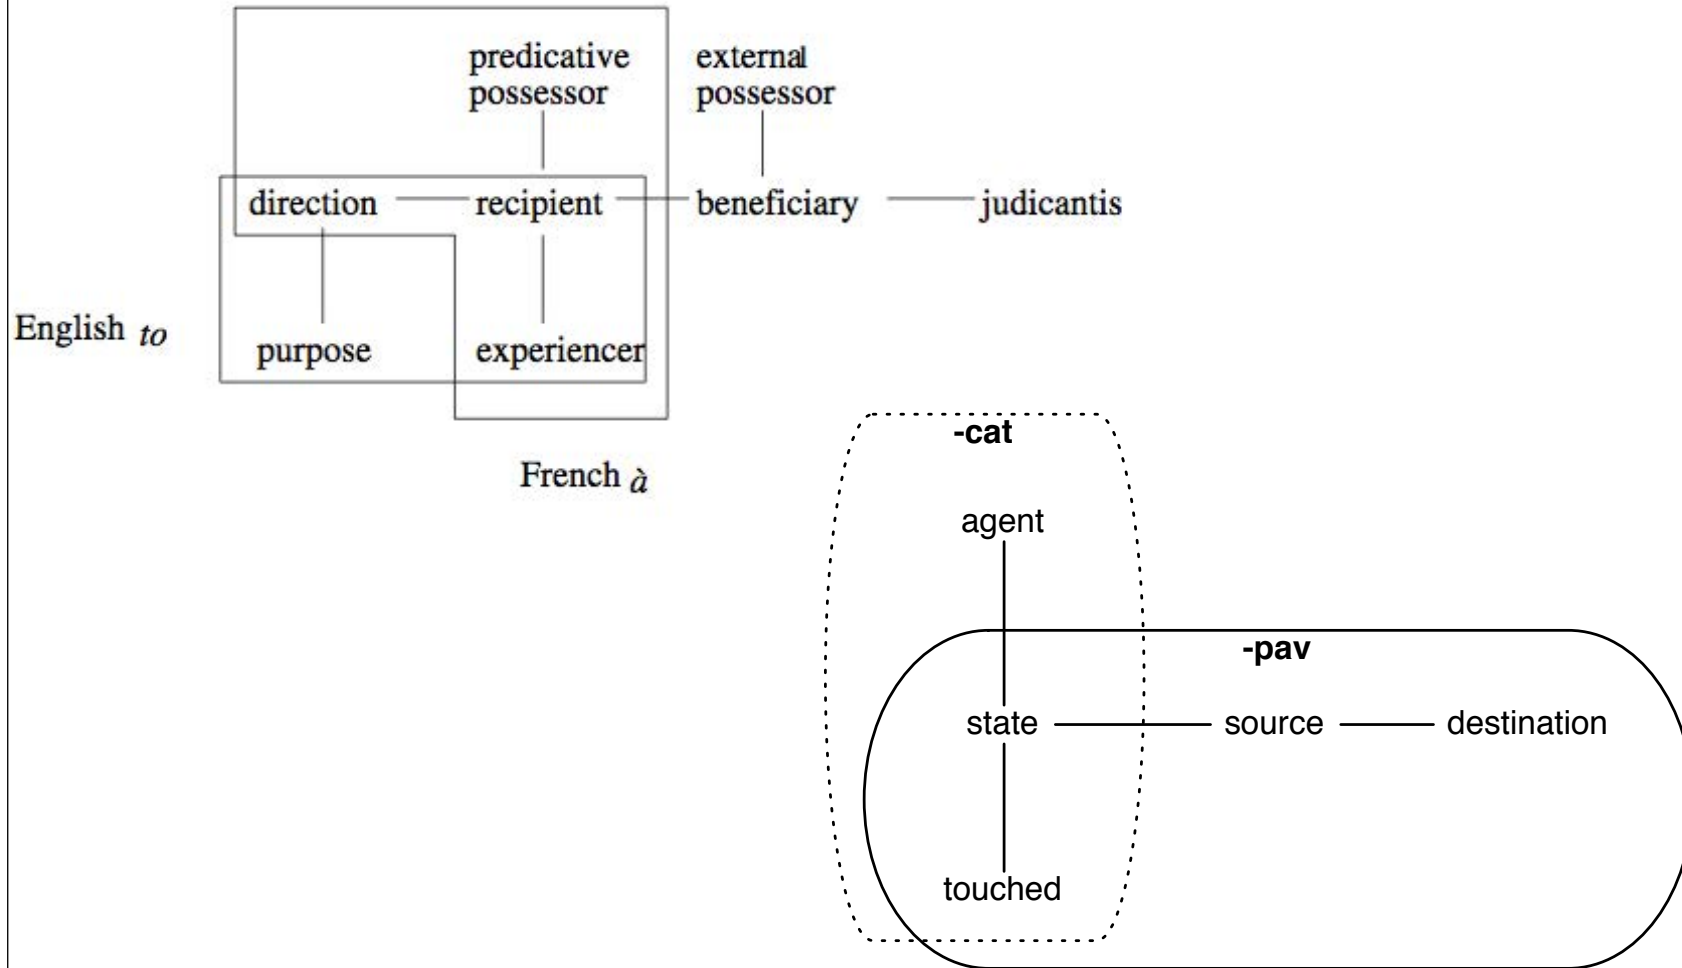 predicative external
possessor possessor
direction recipient beneficiary judicantis
English to
purpose experiencer
French à
-cat
agent
-pav
state source destination
touched